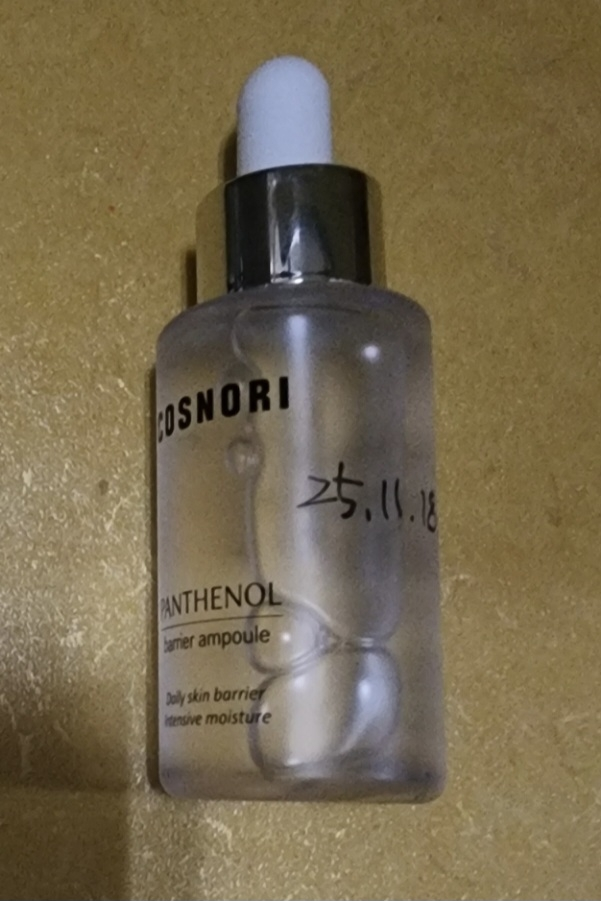 COSNORI
25.11.18
PANTHENOL
barrier ampoule
Daily skin barrier
intensive moisture